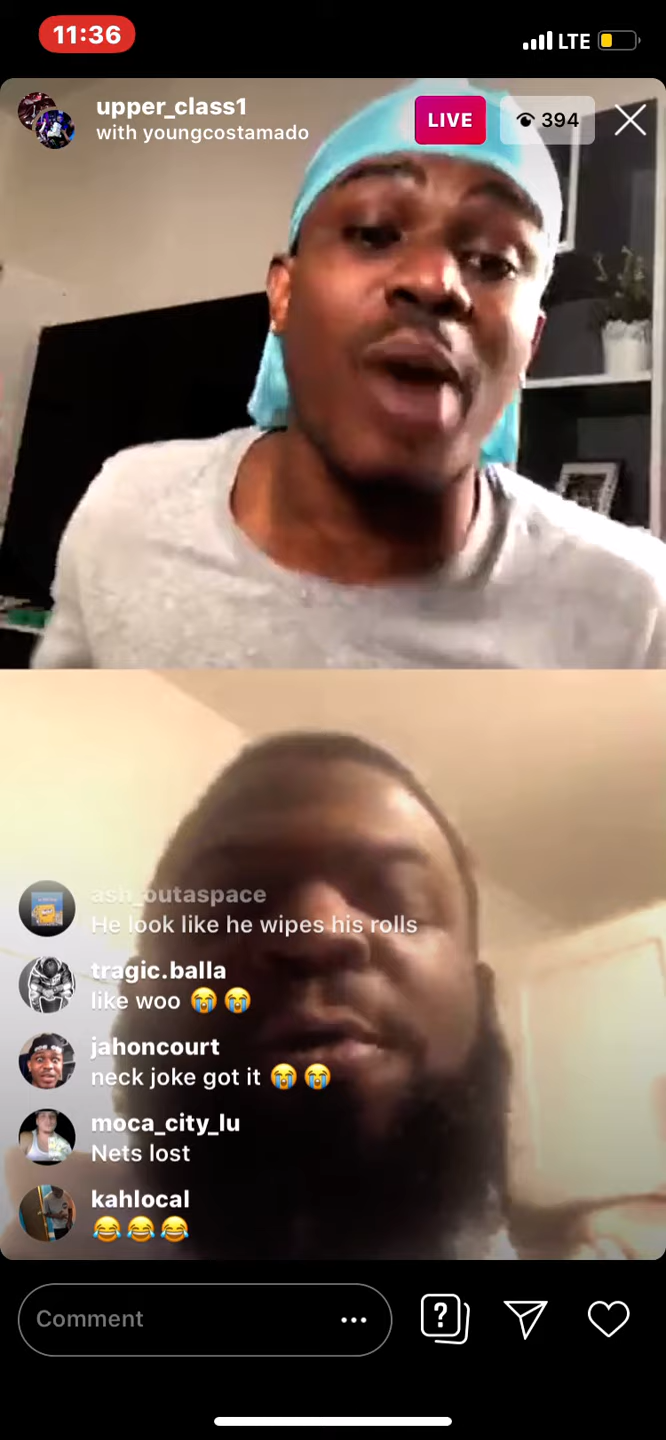 11:36
LTE
upper_class1
with youngcostamado
LIVE
394
ash_outaspace
He look like he wipes his rolls
tragic.balla
like woo 😭 😭
jahoncourt
neck joke got it 😭 😭
moca_city_lu
Nets lost
kahlocal
😂😂😂
Comment